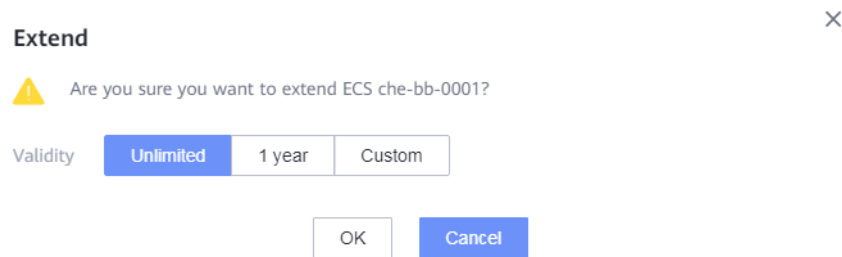 Extend
Are you sure you want to extend ECS che-bb-0001?
Validity Unlimited 1 year Custom
OK Cancel